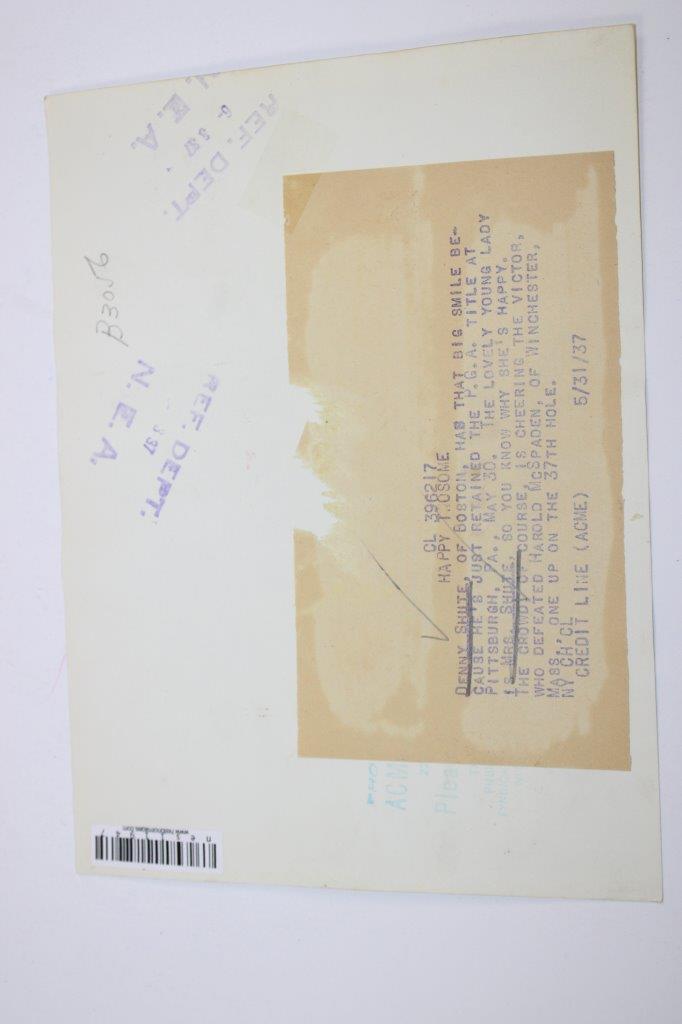 CL 396217
HAPPY TWOSOME
DENNY SHUTE, OF BOSTON, HAS THAT BIG SMILE BE-
CAUSE HE'S JUST RETAINED THE P.G.A. TITLE AT
PITTSBURGH, PA., MAY 30. THE LOVELY YOUNG LADY
IS MRS. SHUTE, SO YOU KNOW WHY SHE'S HAPPY.
THE CROWD, OF COURSE, IS CHEERING THE VICTOR,
WHO DEFEATED HAROLD MCSPADEN, OF WINCHESTER,
MASS., ONE UP ON THE 37TH HOLE.
NY CH CL
CREDIT LINE (ACME) 5/31/37
REF. DEPT.
N. E. A.
REF. DEPT.
N. E. A.
B3056
ACM
Plea